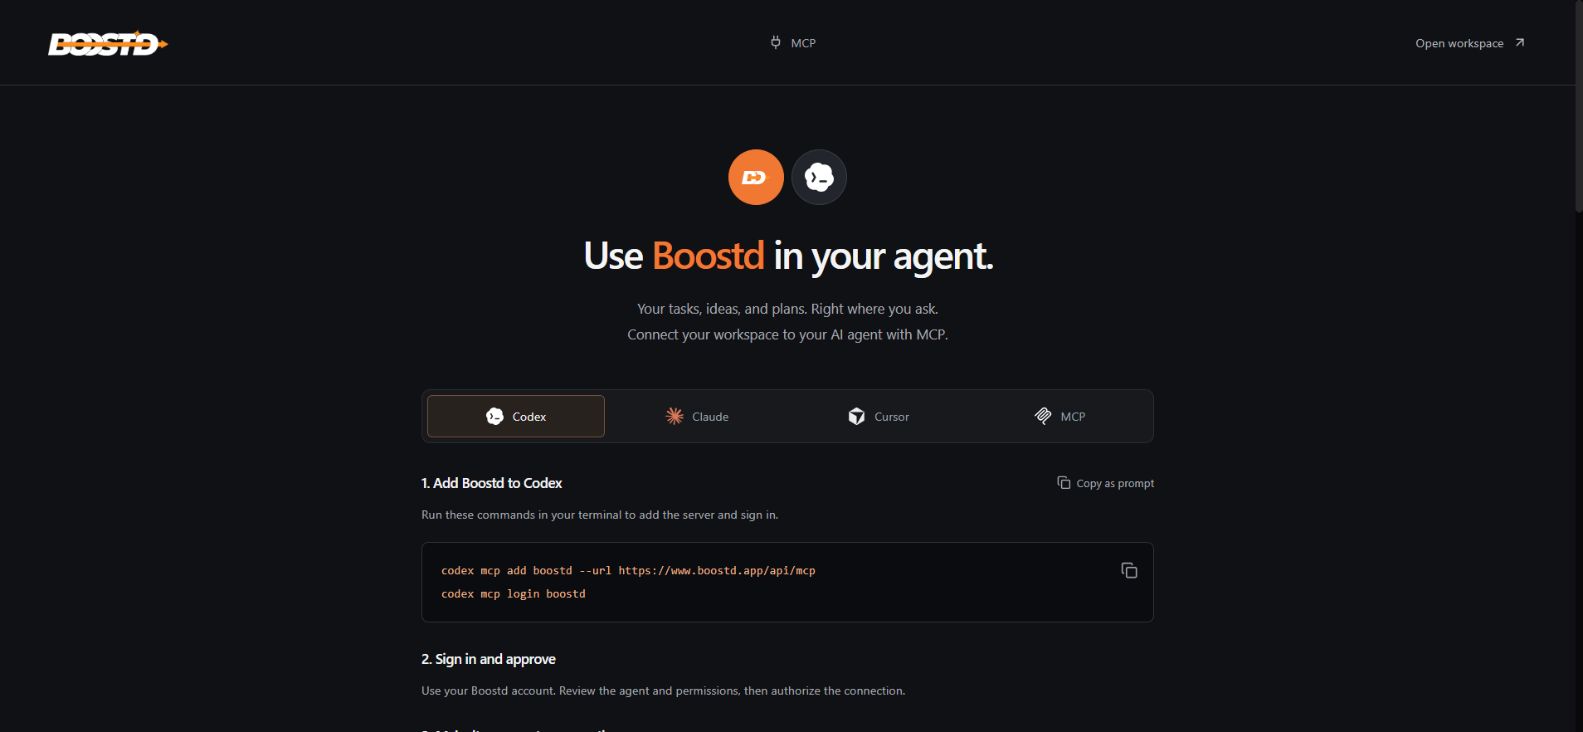 BOOSTD
MCP
Open workspace
Use Boostd in your agent.
Your tasks, ideas, and plans. Right where you ask.
Connect your workspace to your AI agent with MCP.
Codex
Claude
Cursor
MCP
1. Add Boostd to Codex
Copy as prompt
Run these commands in your terminal to add the server and sign in.
codex mcp add boostd --url https://www.boostd.app/api/mcp
codex mcp login boostd
2. Sign in and approve
Use your Boostd account. Review the agent and permissions, then authorize the connection.